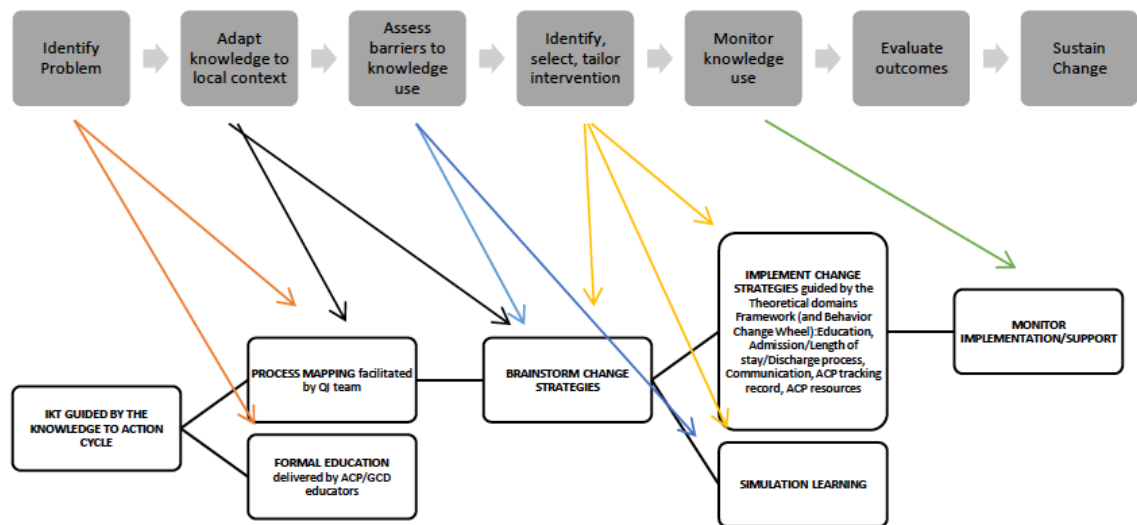 Identify
Problem
Adapt
knowledge to
local context
Assess
barriers to
knowledge
use
Identify,
select, tailor
intervention
Monitor
knowledge
use
Evaluate
outcomes
Sustain
Change
IKT GUIDED BY THE
KNOWLEDGE TO ACTION
CYCLE
PROCESS MAPPING facilitated
by QI team
FORMAL EDUCATION
delivered by ACP/GCD
educators
BRAINSTORM CHANGE
STRATEGIES
IMPLEMENT CHANGE
STRATEGIES guided by the
Theoretical domains
Framework (and Behavior
Change Wheel):Education,
Admission/Length of
stay/Discharge process,
Communication, ACP tracking
record, ACP resources
SIMULATION LEARNING
MONITOR
IMPLEMENTATION/SUPPORT